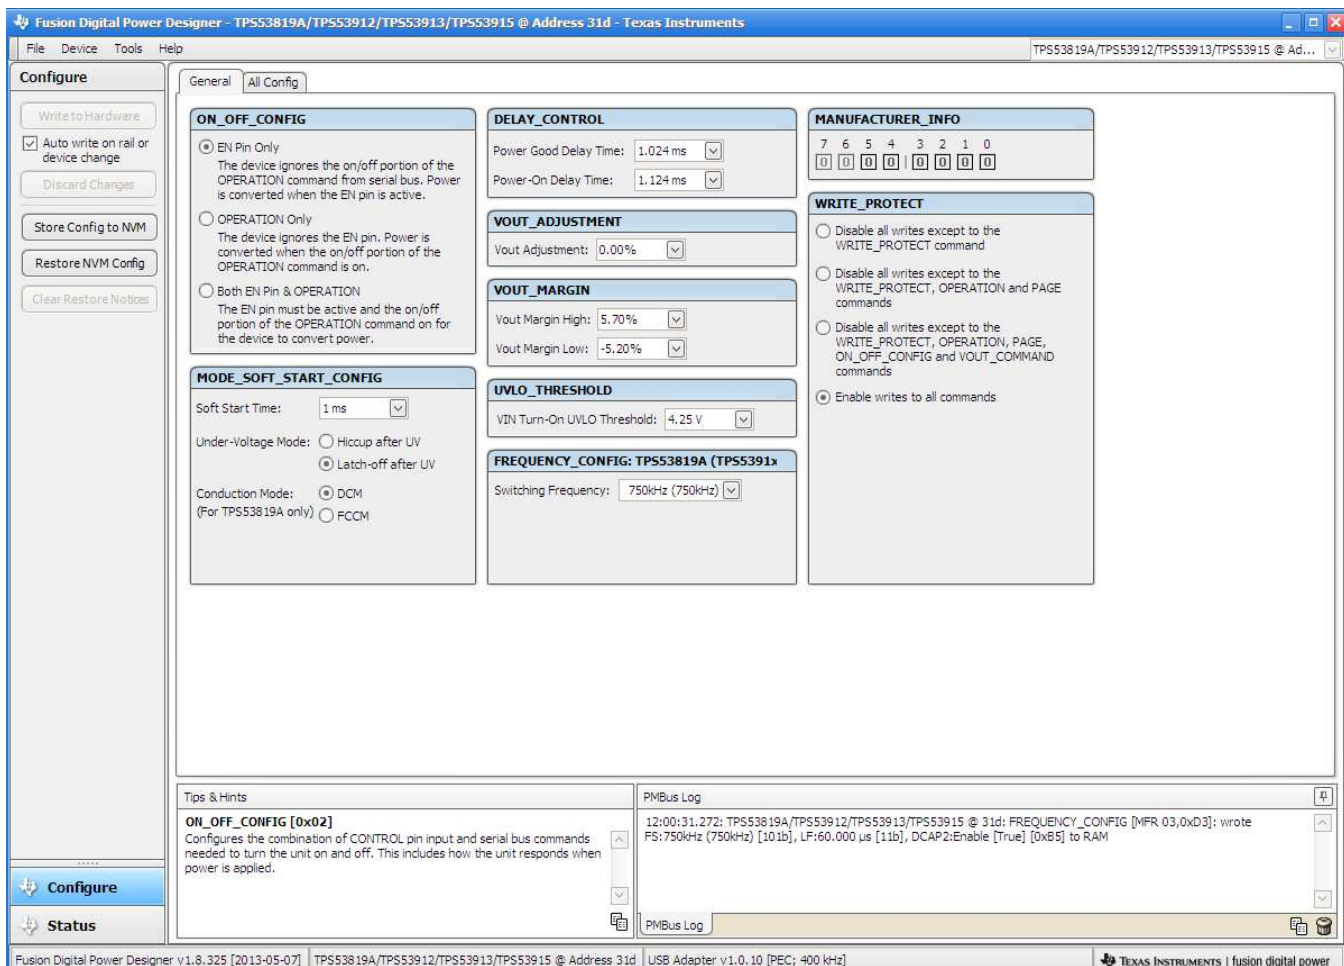 Fusion Digital Power Designer - TPS53819A/TPS53912/TPS53913/TPS53915 @ Address 31d - Texas Instruments
File Device Tools Help
TPS53819A/TPS53912/TPS53913/TPS53915 @ Ad...
Configure
Write to Hardware
Auto write on rail or
device change
Discard Changes
Store Config to NVM
Restore NVM Config
Clear Restore Notices
General All Config
ON_OFF_CONFIG
EN Pin Only
The device ignores the on/off portion of the
OPERATION command from serial bus. Power
is converted when the EN pin is active.
OPERATION Only
The device ignores the EN pin. Power is
converted when the on/off portion of the
OPERATION command is on.
Both EN Pin & OPERATION
The EN pin must be active and the on/off
portion of the OPERATION command on for
the device to convert power.
MODE_SOFT_START_CONFIG
Soft Start Time: 1 ms
Under-Voltage Mode: Hiccup after UV
Latch-off after UV
Conduction Mode: DCM
(For TPS53819A only) FCCM
DELAY_CONTROL
Power Good Delay Time: 1.024 ms
Power-On Delay Time: 1.124 ms
VOUT_ADJUSTMENT
Vout Adjustment: 0.00%
VOUT_MARGIN
Vout Margin High: 5.70%
Vout Margin Low: -5.20%
UVLO_THRESHOLD
VIN Turn-On UVLO Threshold: 4.25 V
FREQUENCY_CONFIG: TPS53819A (TPS5391x
Switching Frequency: 750kHz (750kHz)
MANUFACTURER_INFO
7 6 5 4 3 2 1 0
0 0 0 0 | 0 0 0 0
WRITE_PROTECT
Disable all writes except to the
WRITE_PROTECT command
Disable all writes except to the
WRITE_PROTECT, OPERATION and PAGE
commands
Disable all writes except to the
WRITE_PROTECT, OPERATION, PAGE,
ON_OFF_CONFIG and VOUT_COMMAND
commands
Enable writes to all commands
Configure
Status
Tips & Hints
ON_OFF_CONFIG [0x02]
Configures the combination of CONTROL pin input and serial bus commands
needed to turn the unit on and off. This includes how the unit responds when
power is applied.
PMBus Log
12:00:31.272: TPS53819A/TPS53912/TPS53913/TPS53915 @ 31d: FREQUENCY_CONFIG [MFR 03,0xD3]: wrote
FS:750kHz (750kHz) [101b], LF:60.000 µs [11b], DCAP2:Enable [True] [0xB5] to RAM
PMBus Log
Fusion Digital Power Designer v1.8.325 [2013-05-07] TPS53819A/TPS53912/TPS53913/TPS53915 @ Address 31d USB Adapter v1.0.10 [PEC; 400 kHz] TEXAS INSTRUMENTS | fusion digital power